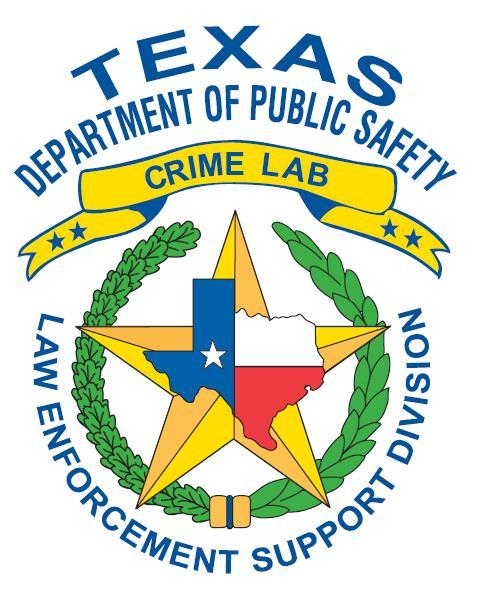 TEXAS
DEPARTMENT OF PUBLIC SAFETY
CRIME LAB
LAW ENFORCEMENT SUPPORT DIVISION